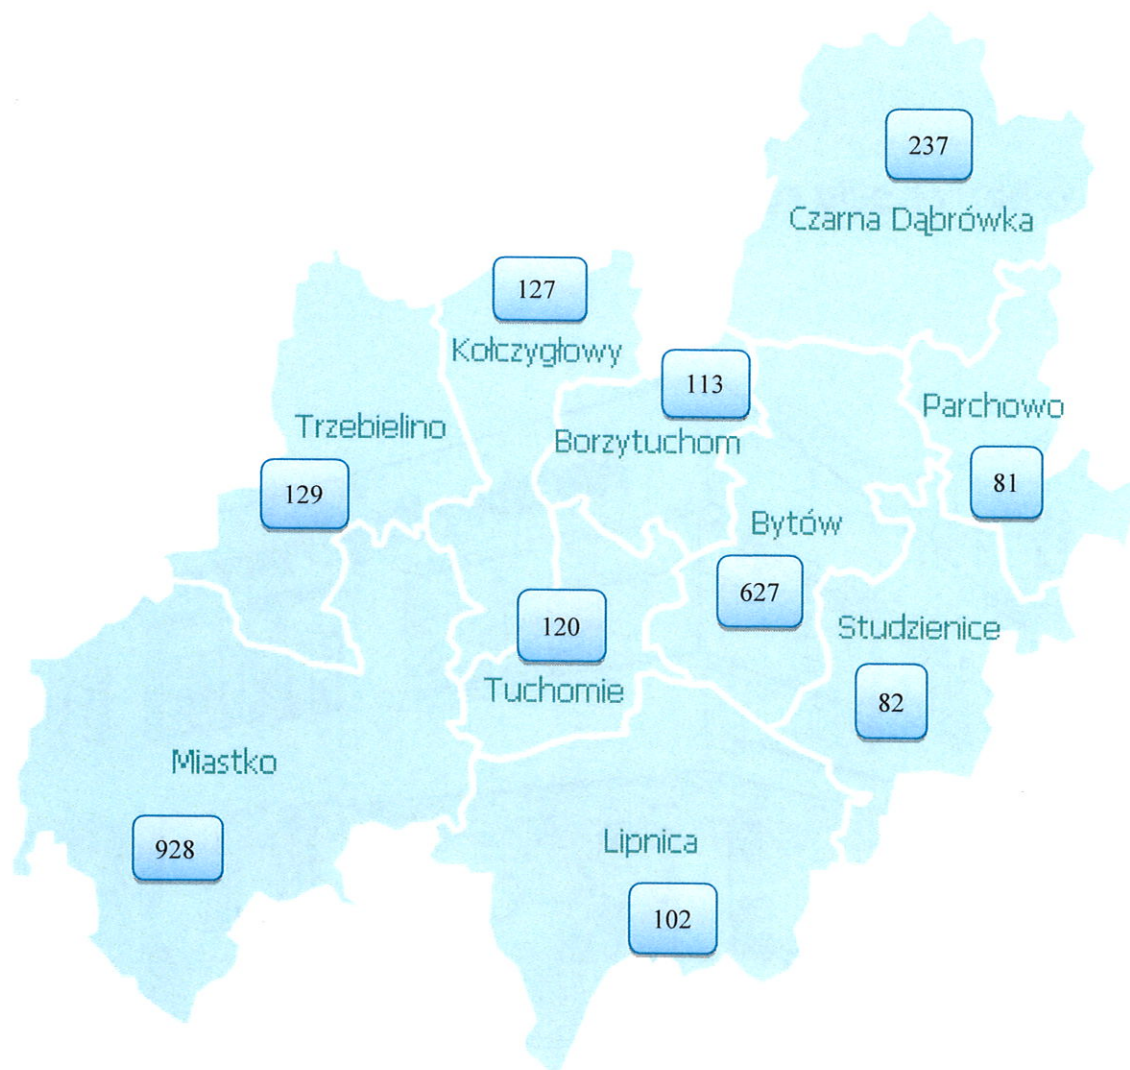 237
Czarna Dąbrówka
127
Kołczygłowy
113
Borzytuchom
Parchowo
81
Trzebielino
129
Bytów
627
120
Tuchomie
Studzienice
82
Miastko
928
Lipnica
102